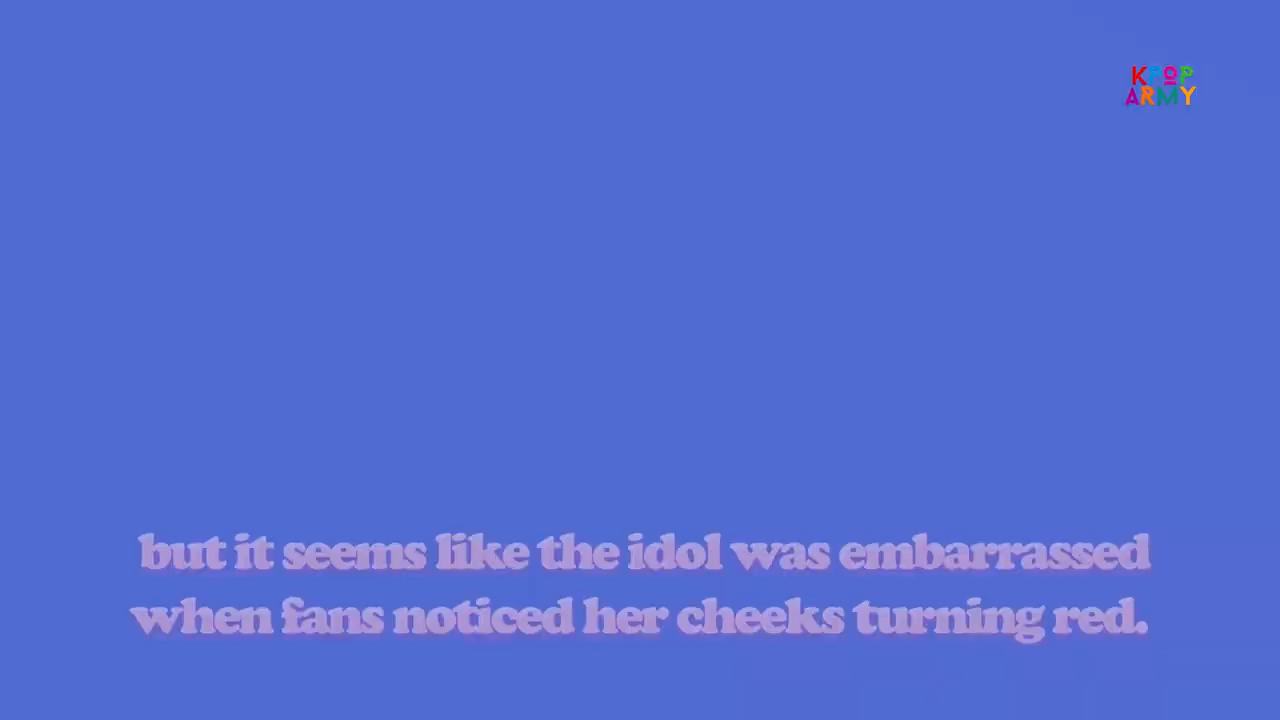 KPOP
ARMY
but it seems like the idol was embarrassed
when fans noticed her cheeks turning red.